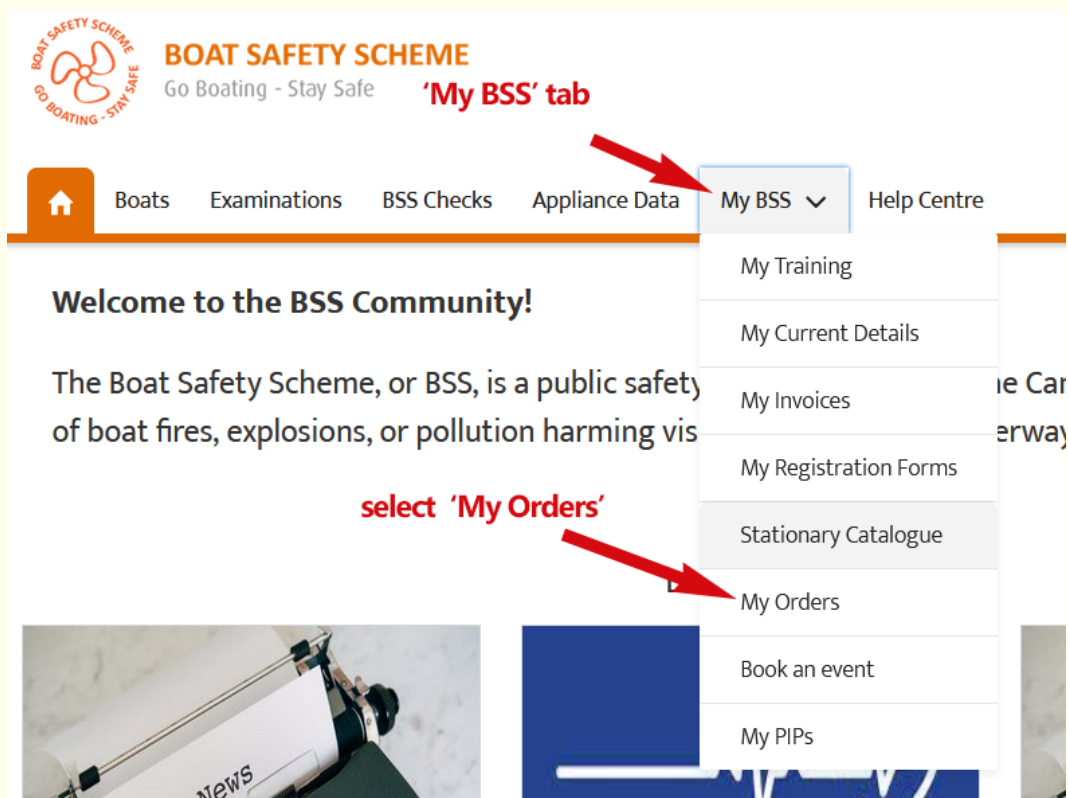 BOAT SAFETY SCHEME
GO BOATING - STAY SAFE
BOAT SAFETY SCHEME
Go Boating - Stay Safe
‘My BSS’ tab
Boats
Examinations
BSS Checks
Appliance Data
My BSS
Help Centre
My Training
My Current Details
My Invoices
My Registration Forms
Stationary Catalogue
My Orders
Book an event
My PIPs
Welcome to the BSS Community!
The Boat Safety Scheme, or BSS, is a public safety
of boat fires, explosions, or pollution harming
select ‘My Orders’
News